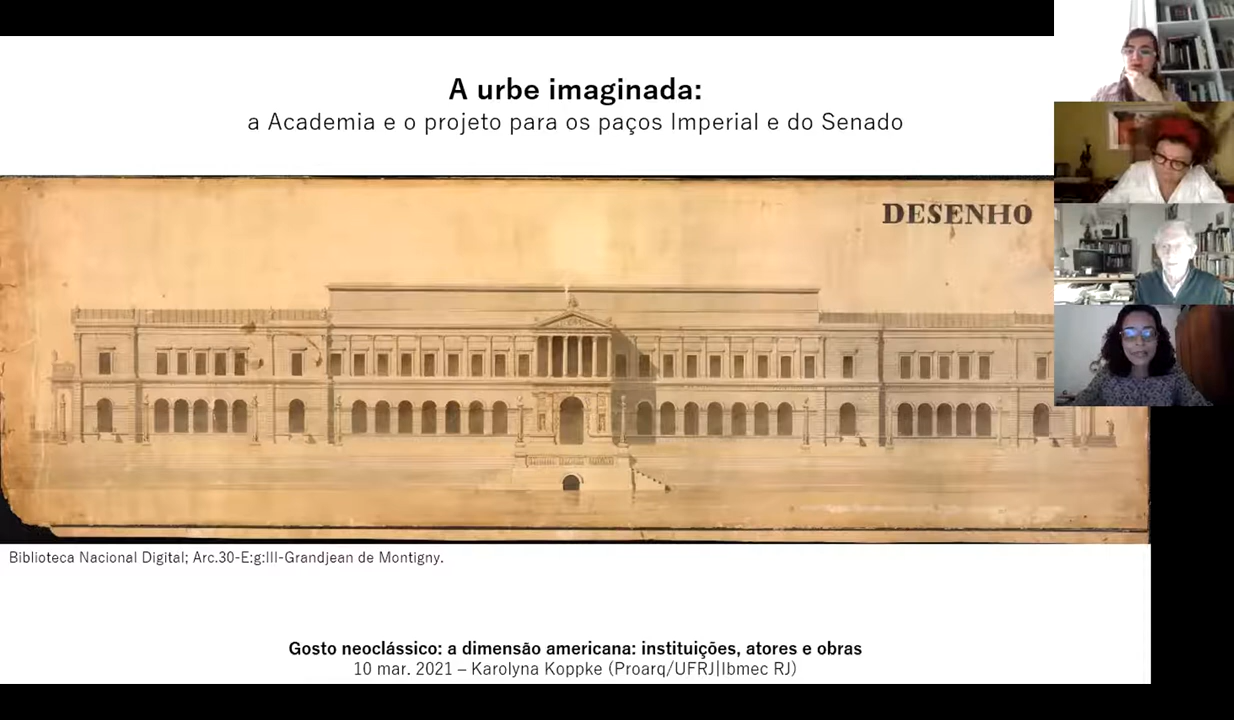 A urbe imaginada:
a Academia e o projeto para os paços Imperial e do Senado
DESENHO
Biblioteca Nacional Digital; Arc.30-E:g:III-Grandjean de Montigny.
Gosto neoclássico: a dimensão americana: instituições, atores e obras
10 mar. 2021 – Karolyna Koppke (Proarq/UFRJ|Ibmec RJ)